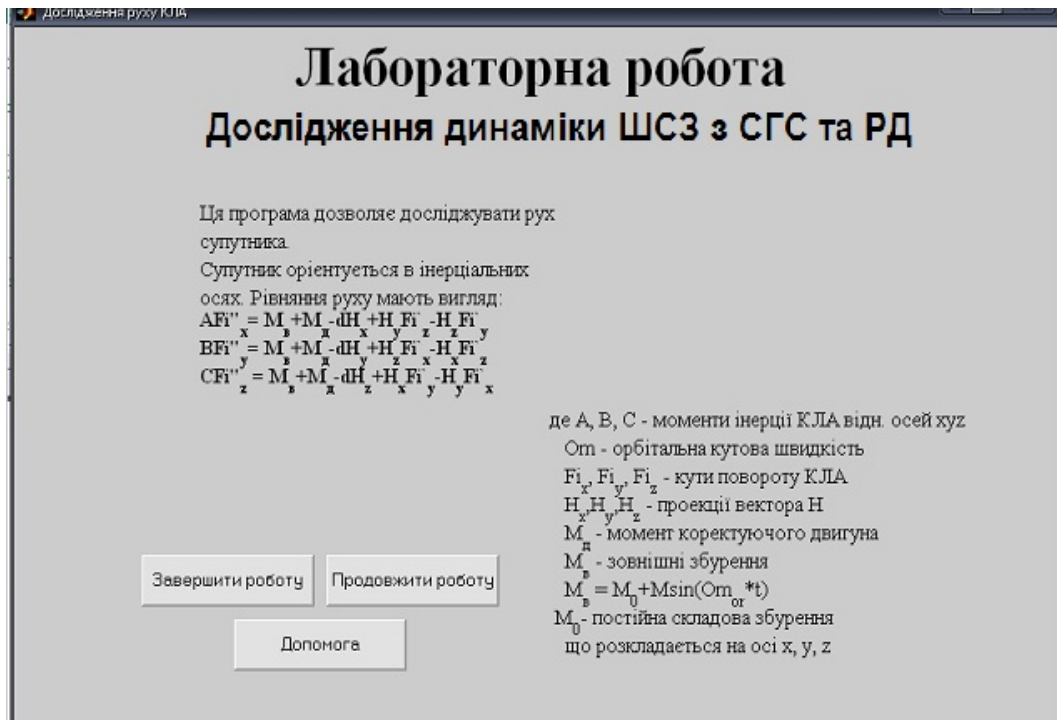 Дослідження руху КЛА
Лабораторна робота
Дослідження динаміки ШСЗ з СГС та РД
Ця програма дозволяє досліджувати рух
супутника.
Супутник орієнтується в інерціальних
осях. Рівняння руху мають вигляд:
AFi''x = Mв+Mд-dHx+HyFi'z-HzFi'y
BFi''y = Mв+Mд-dHy+HzFi'x-HxFi'z
CFi''z = Mв+Mд-dHz+HxFi'y-HyFi'x
де А, В, С - моменти інерції КЛА відн. осей xyz
Om - орбітальна кутова швидкість
Fix, Fiy, Fiz - кути повороту КЛА
Hx,Hy,Hz - проекції вектора Н
Mд - момент коректуючого двигуна
Mв - зовнішні збурення
Mв = M0+Msin(Omor*t)
M0- постійна складова збурення
що розкладається на осі x, y, z
Завершити роботу
Продовжити роботу
Допомога